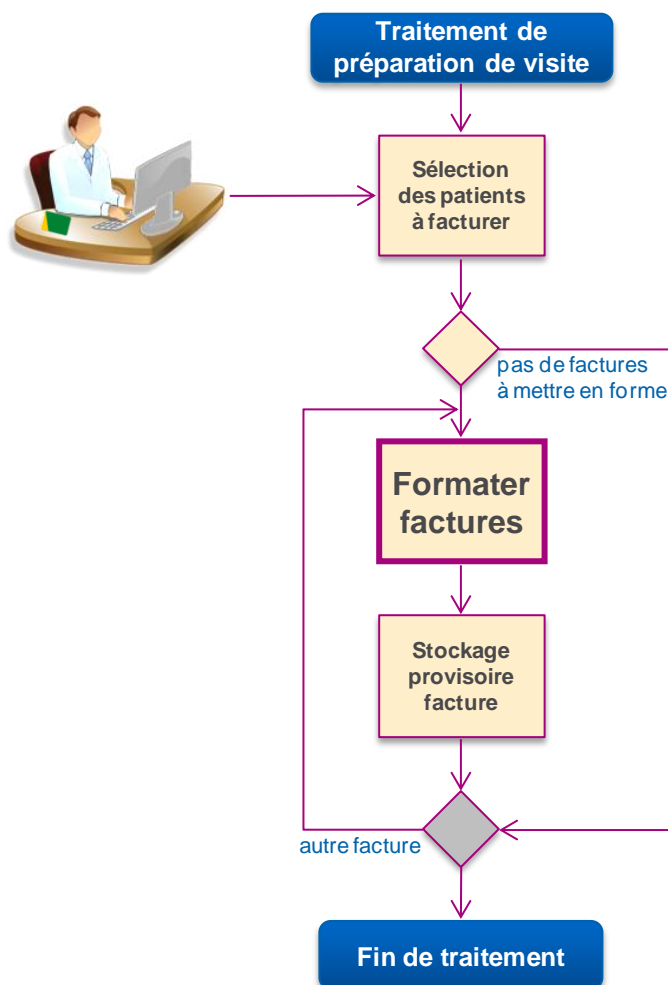 Traitement de
préparation de visite
Sélection
des patients
à facturer
pas de factures
à mettre en forme
Formater
factures
Stockage
provisoire
facture
autre facture
Fin de traitement